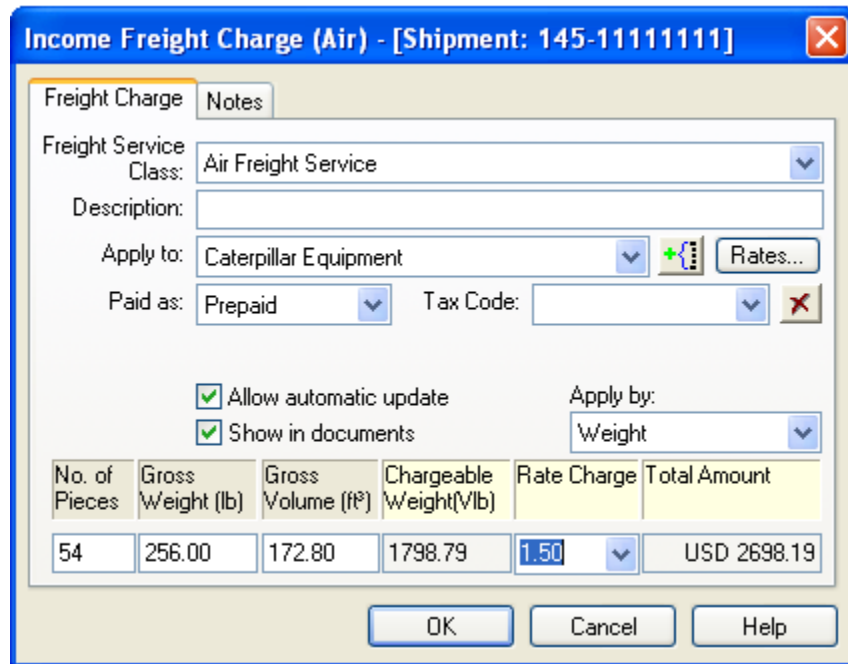 Income Freight Charge (Air) - [Shipment: 145-11111111]
Freight Charge Notes
Freight Service Class: Air Freight Service
Description:
Apply to: Caterpillar Equipment Rates...
Paid as: Prepaid Tax Code:
Allow automatic update
Show in documents
Apply by:
Weight
No. of Pieces Gross Weight (lb) Gross Volume (ft³) Chargeable Weight(Vlb) Rate Charge Total Amount
54 256.00 172.80 1798.79 1.50 USD 2698.19
OK Cancel Help